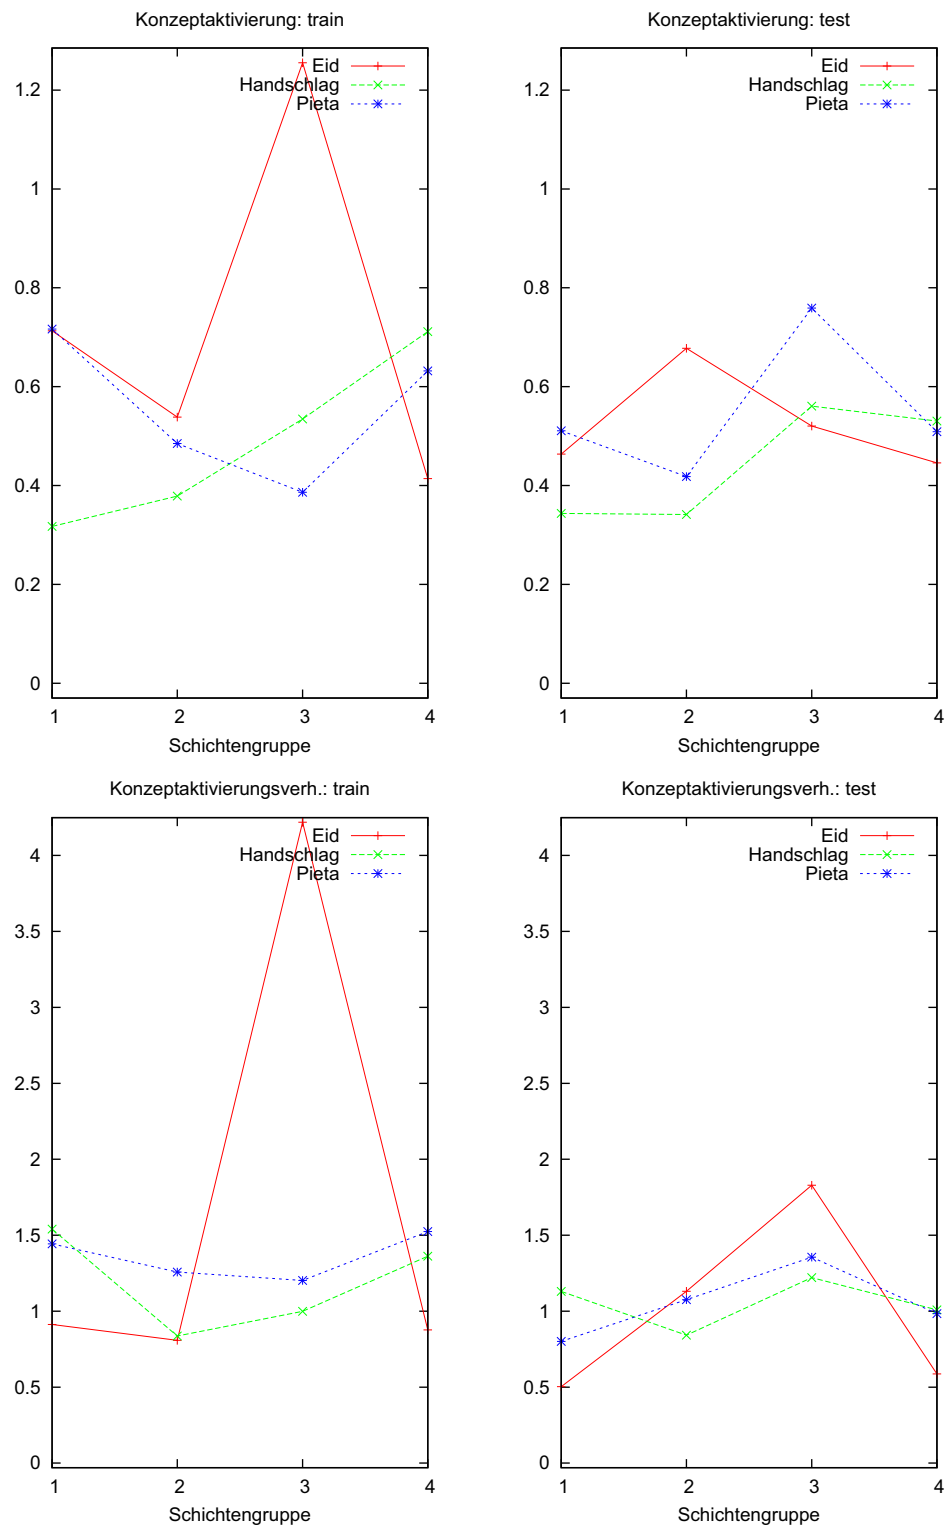 Konzeptaktivierung: train
Eid
Handschlag
Pieta
1.2
1
0.8
0.6
0.4
0.2
0
1 2 3 4
Schichtengruppe
Konzeptaktivierung: test
Eid
Handschlag
Pieta
1.2
1
0.8
0.6
0.4
0.2
0
1 2 3 4
Schichtengruppe
Konzeptaktivierungsverh.: train
Eid
Handschlag
Pieta
4
3.5
3
2.5
2
1.5
1
0.5
0
1 2 3 4
Schichtengruppe
Konzeptaktivierungsverh.: test
Eid
Handschlag
Pieta
4
3.5
3
2.5
2
1.5
1
0.5
0
1 2 3 4
Schichtengruppe